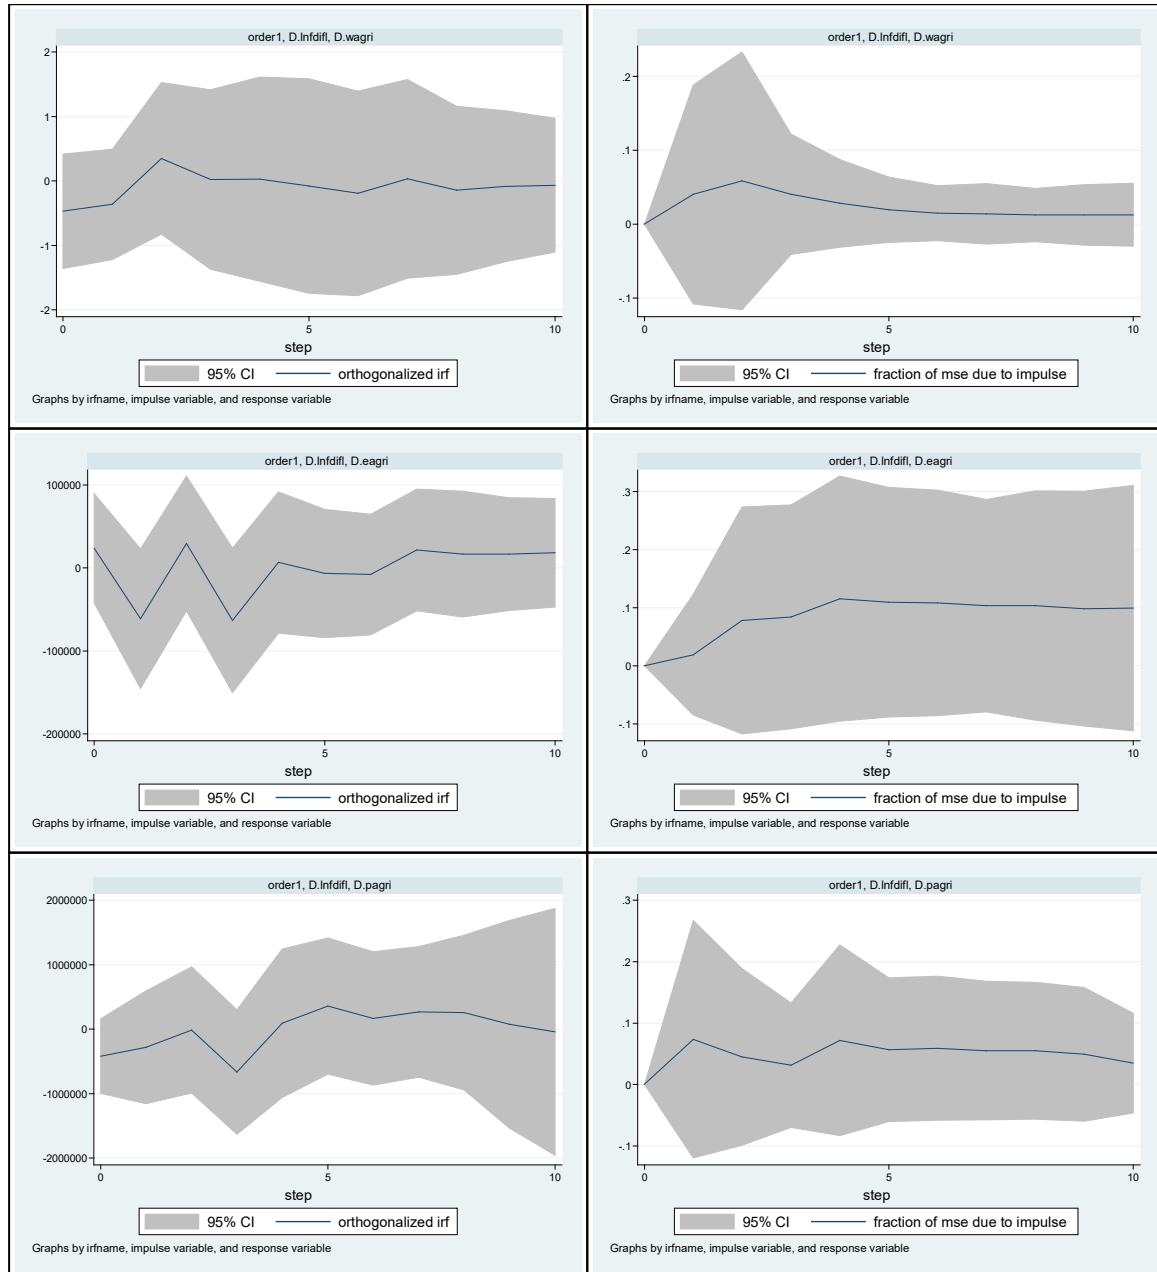 order1, D.lnfdifl, D.wagri
2
1
0
-1
-2
0
5
10
step
95% CI
orthogonalized irf
Graphs by irfname, impulse variable, and response variable
order1, D.lnfdifl, D.wagri
.2
.1
0
-.1
0
5
10
step
95% CI
fraction of mse due to impulse
Graphs by irfname, impulse variable, and response variable
order1, D.lnfdifl, D.eagri
100000
0
-100000
-200000
0
5
10
step
95% CI
orthogonalized irf
Graphs by irfname, impulse variable, and response variable
order1, D.lnfdifl, D.eagri
.3
.2
.1
0
-.1
0
5
10
step
95% CI
fraction of mse due to impulse
Graphs by irfname, impulse variable, and response variable
order1, D.lnfdifl, D.pagri
2000000
1000000
0
-1000000
-2000000
0
5
10
step
95% CI
orthogonalized irf
Graphs by irfname, impulse variable, and response variable
order1, D.lnfdifl, D.pagri
.3
.2
.1
0
-.1
0
5
10
step
95% CI
fraction of mse due to impulse
Graphs by irfname, impulse variable, and response variable